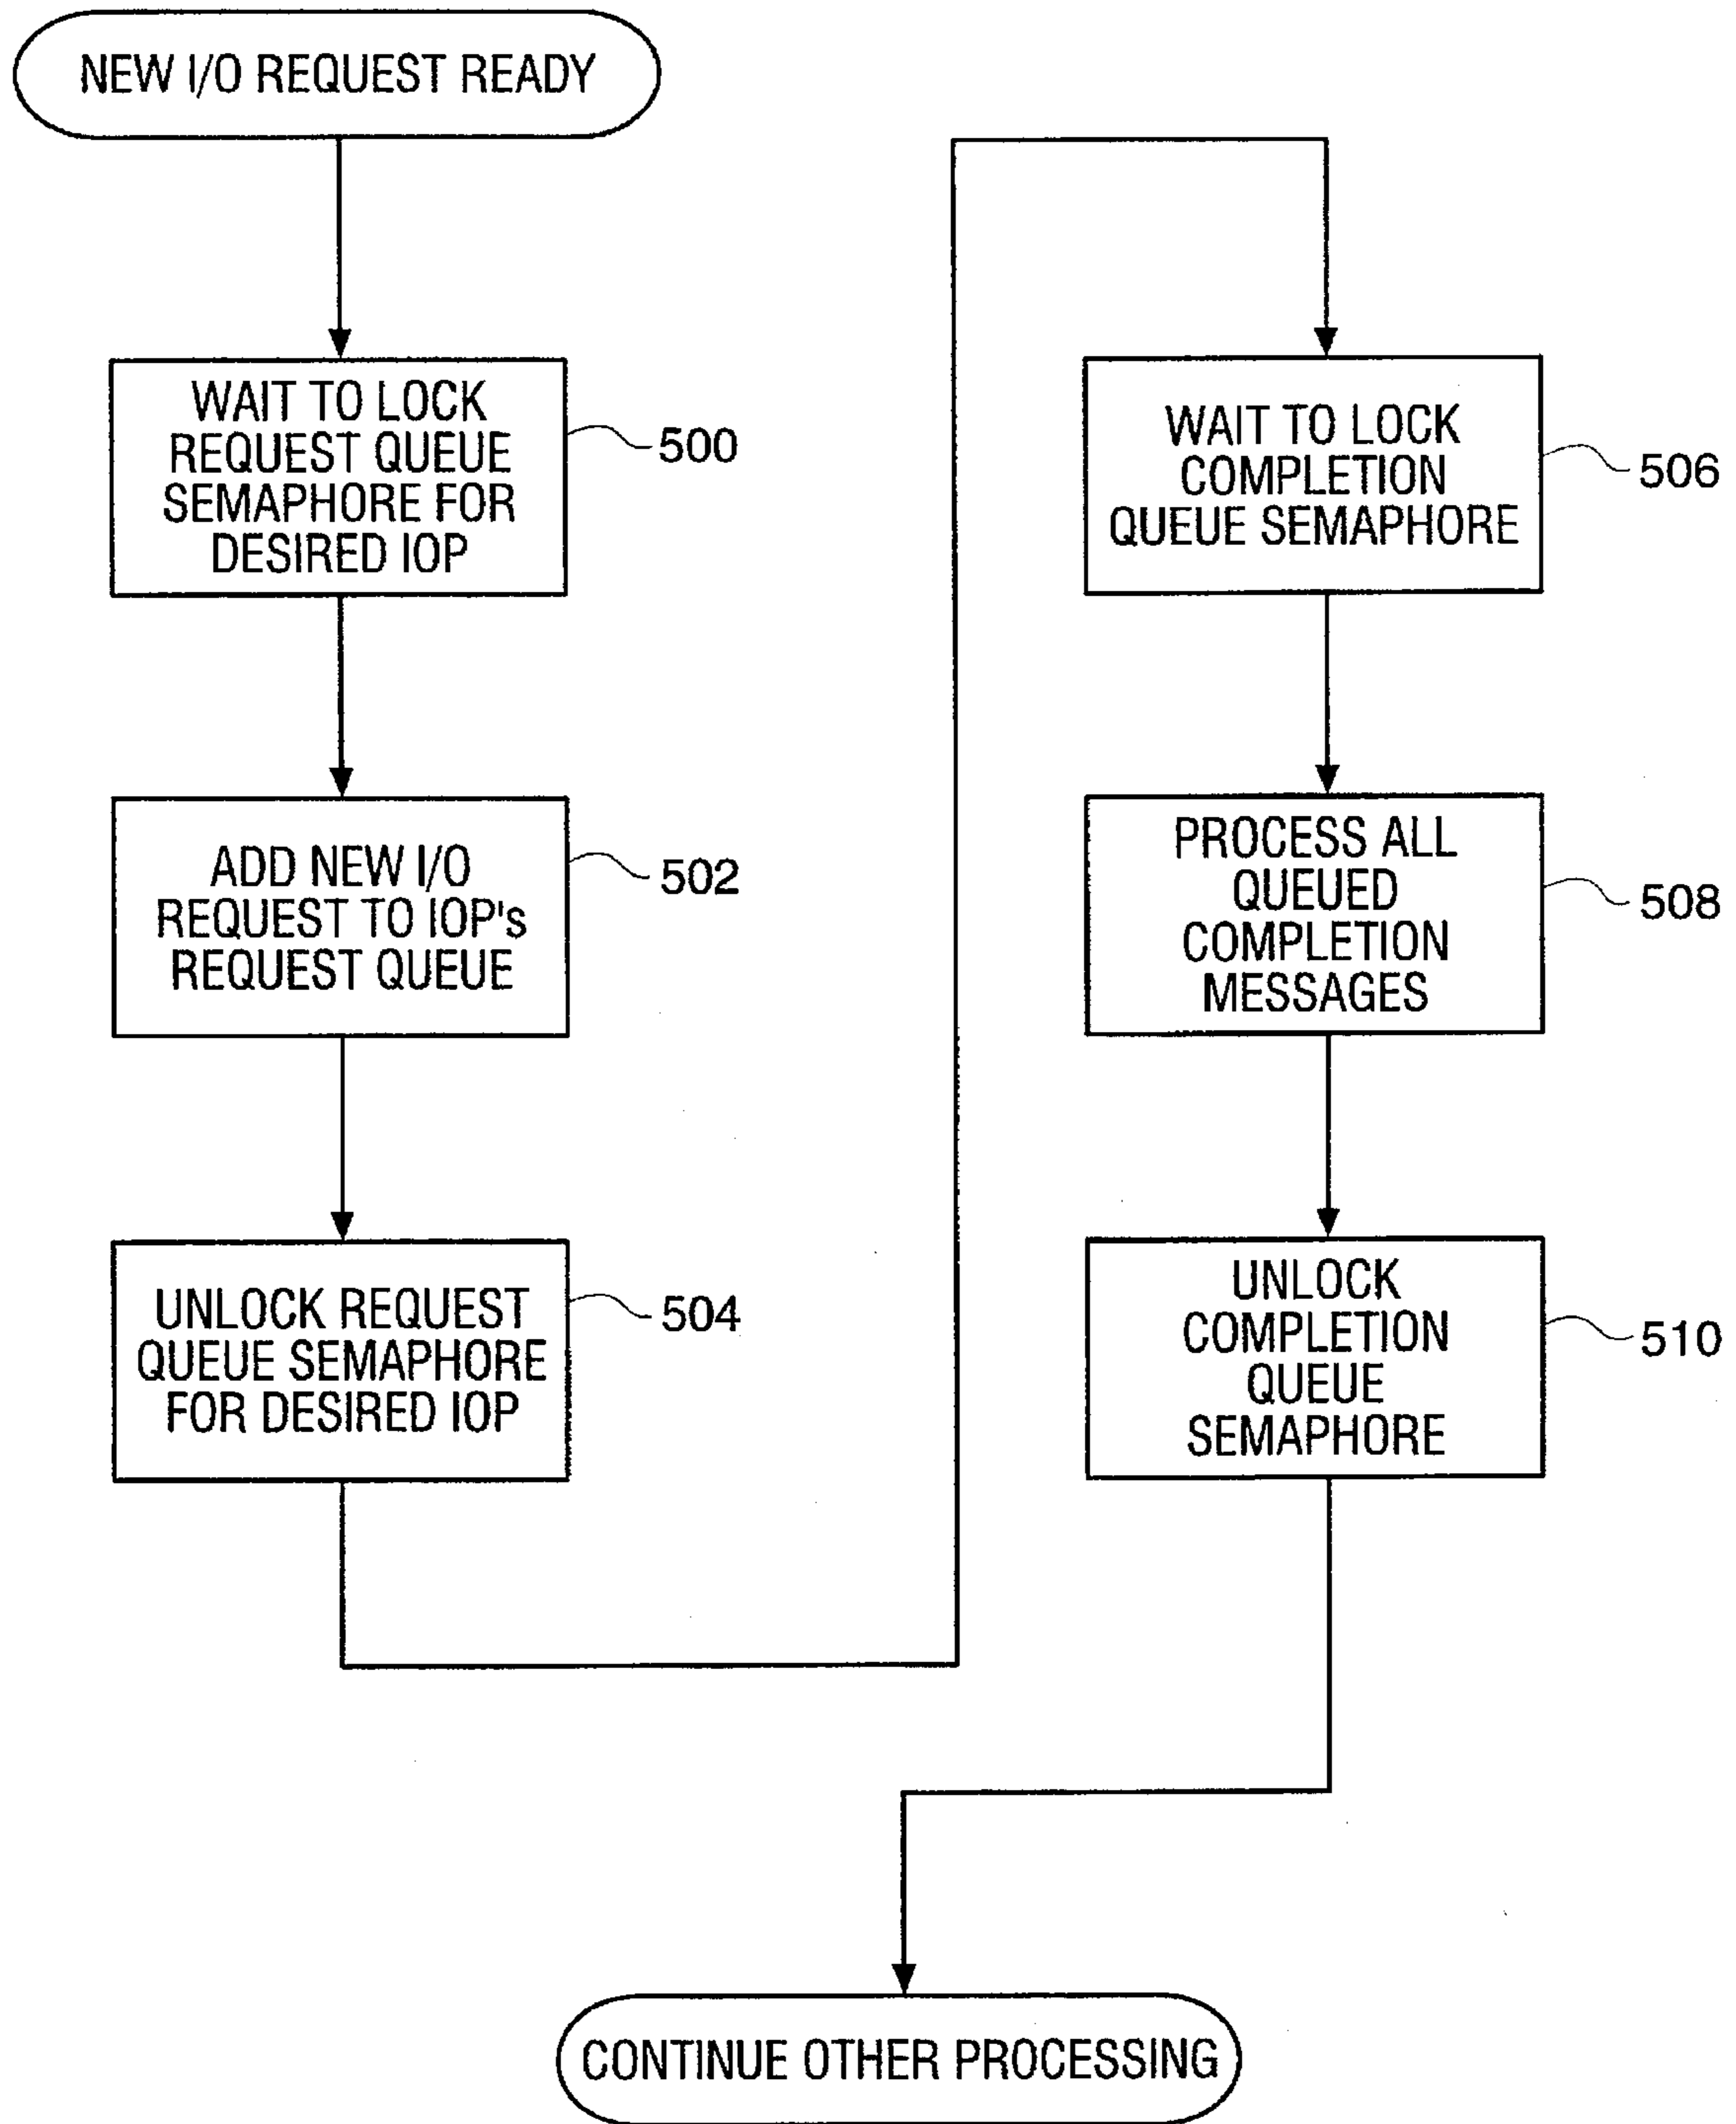 NEW I/O REQUEST READY
WAIT TO LOCK
REQUEST QUEUE
SEMAPHORE FOR
DESIRED IOP
500
ADD NEW I/O
REQUEST TO IOP's
REQUEST QUEUE
502
UNLOCK REQUEST
QUEUE SEMAPHORE
FOR DESIRED IOP
504
WAIT TO LOCK
COMPLETION
QUEUE SEMAPHORE
506
PROCESS ALL
QUEUED
COMPLETION
MESSAGES
508
UNLOCK
COMPLETION
QUEUE
SEMAPHORE
510
CONTINUE OTHER PROCESSING